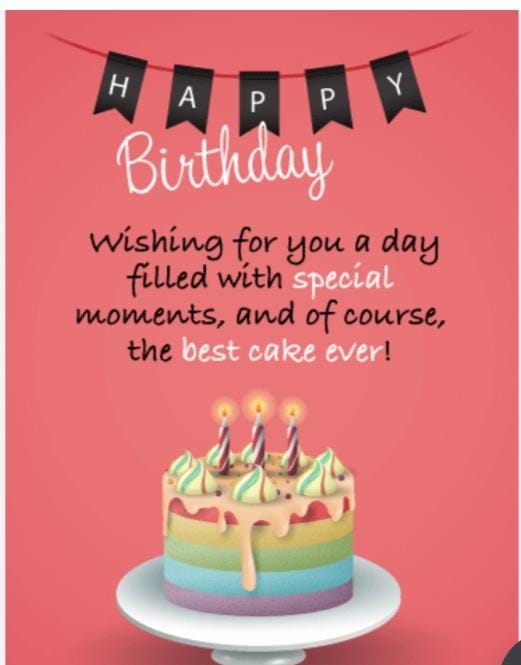 HAPPY
Birthday
Wishing for you a day
filled with special
moments, and of course,
the best cake ever!